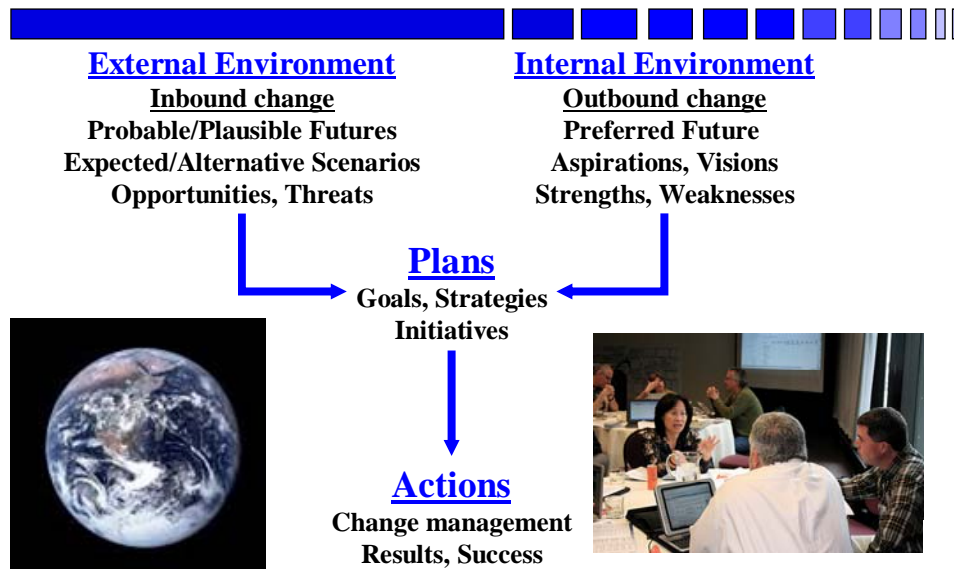 External Environment
Inbound change
Probable/Plausible Futures
Expected/Alternative Scenarios
Opportunities, Threats
Internal Environment
Outbound change
Preferred Future
Aspirations, Visions
Strengths, Weaknesses
Plans
Goals, Strategies
Initiatives
Actions
Change management
Results, Success